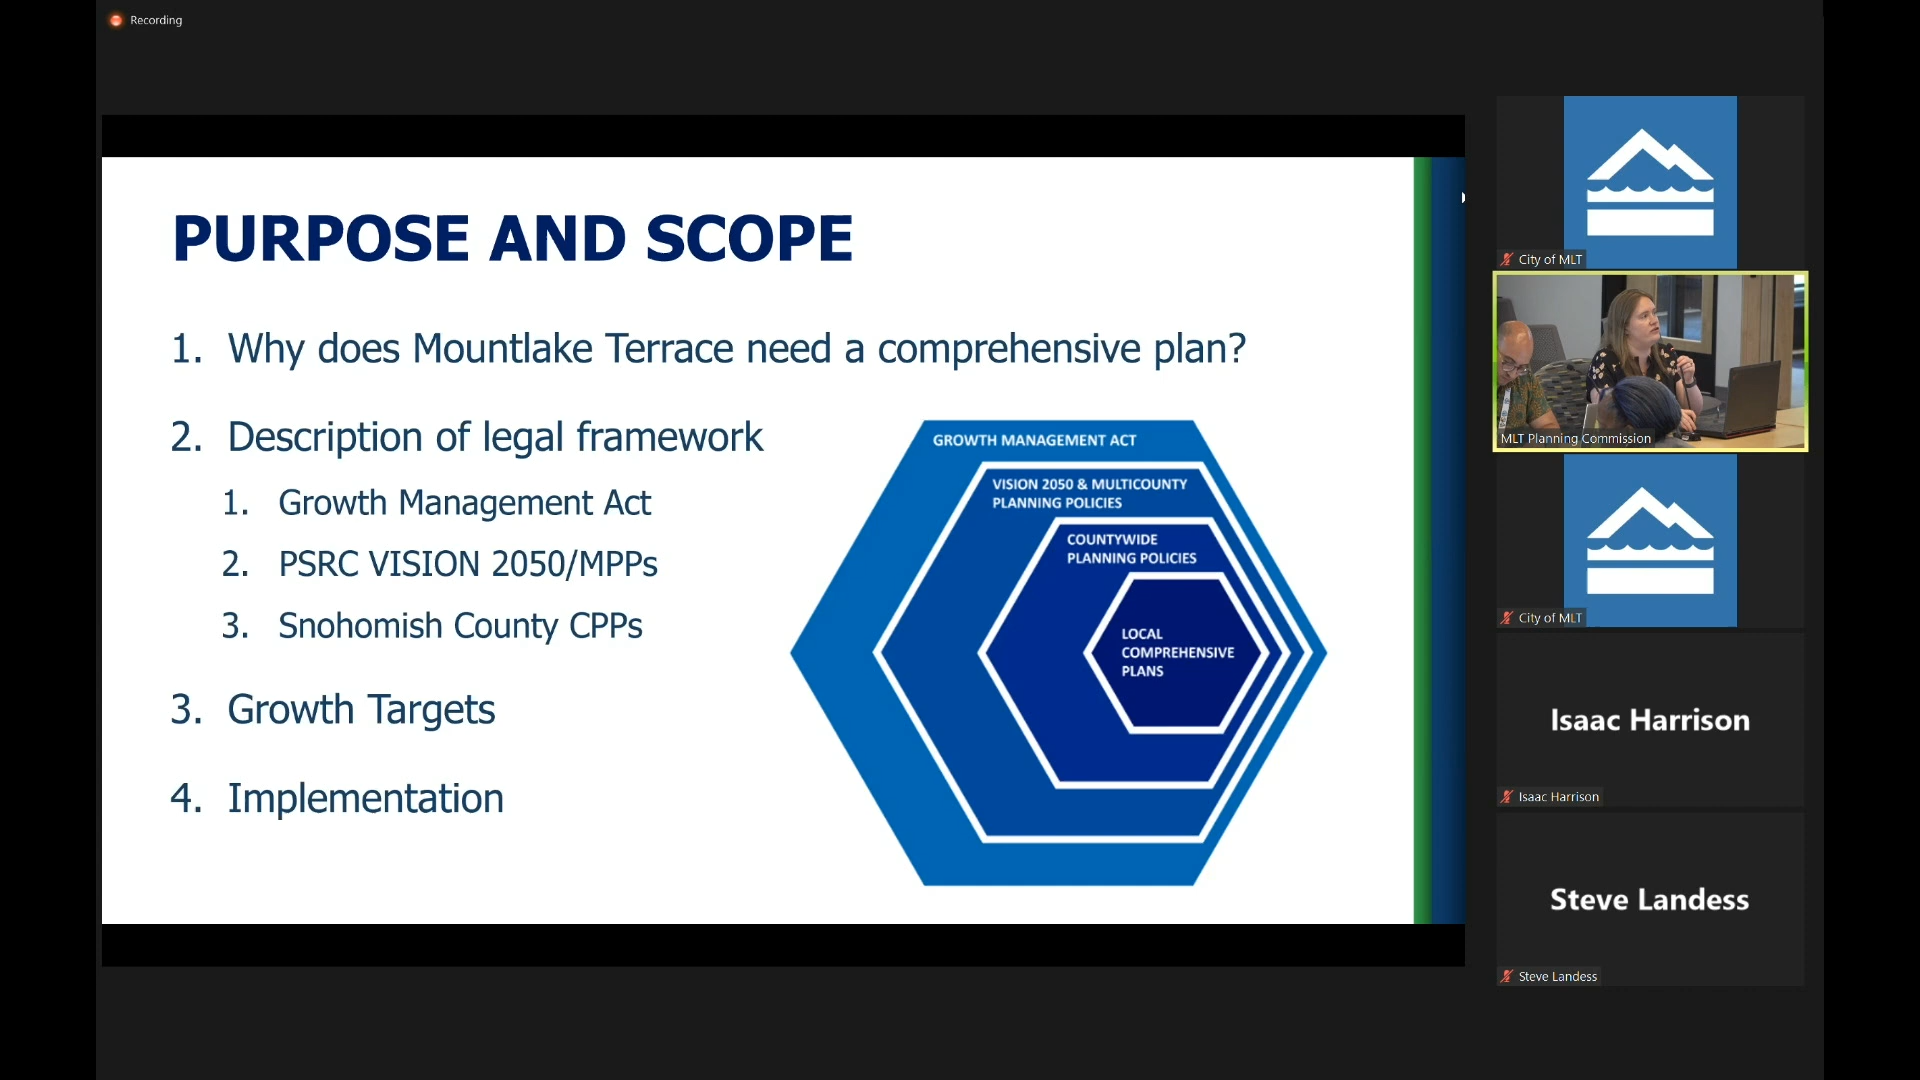 Recording
PURPOSE AND SCOPE
1. Why does Mountlake Terrace need a comprehensive plan?
2. Description of legal framework
1. Growth Management Act
2. PSRC VISION 2050/MPPs
3. Snohomish County CPPs
3. Growth Targets
4. Implementation
GROWTH MANAGEMENT ACT
VISION 2050 & MULTICOUNTY
PLANNING POLICIES
COUNTYWIDE
PLANNING POLICIES
LOCAL
COMPREHENSIVE
PLANS
City of MLT
MLT Planning Commission
City of MLT
Isaac Harrison
Isaac Harrison
Steve Landess
Steve Landess